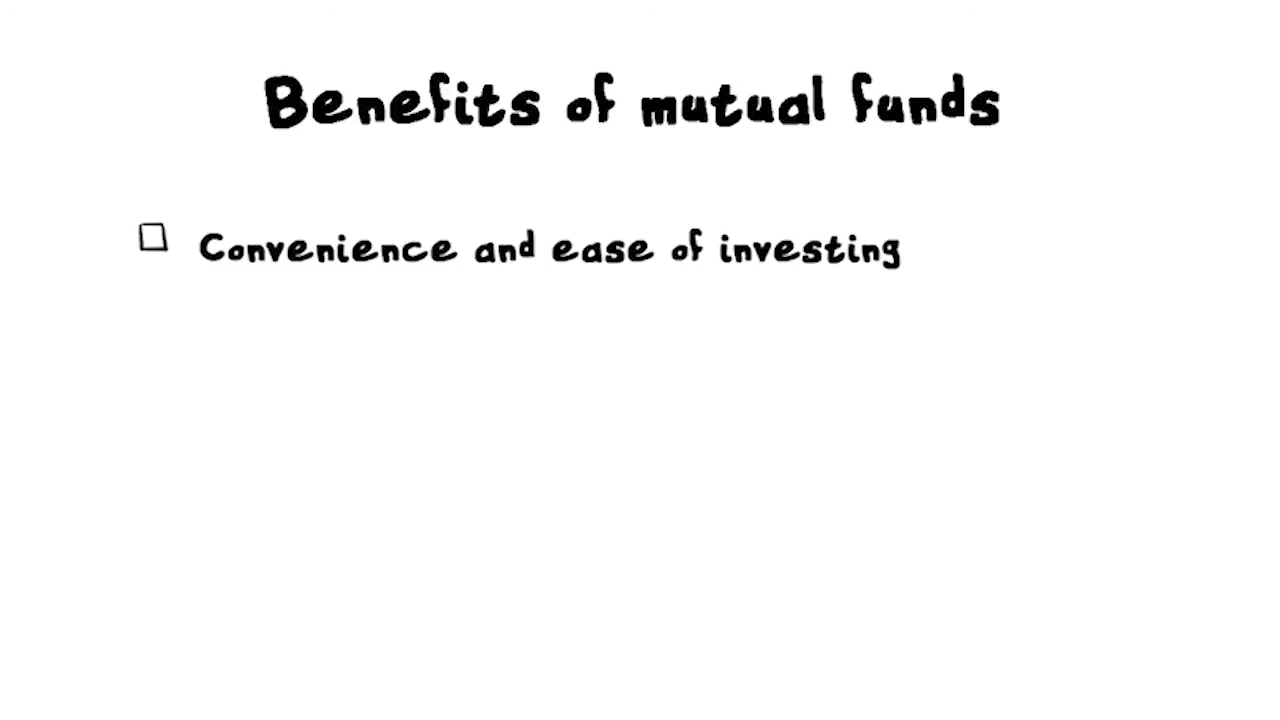 Benefits of mutual funds
Convenience and ease of investing